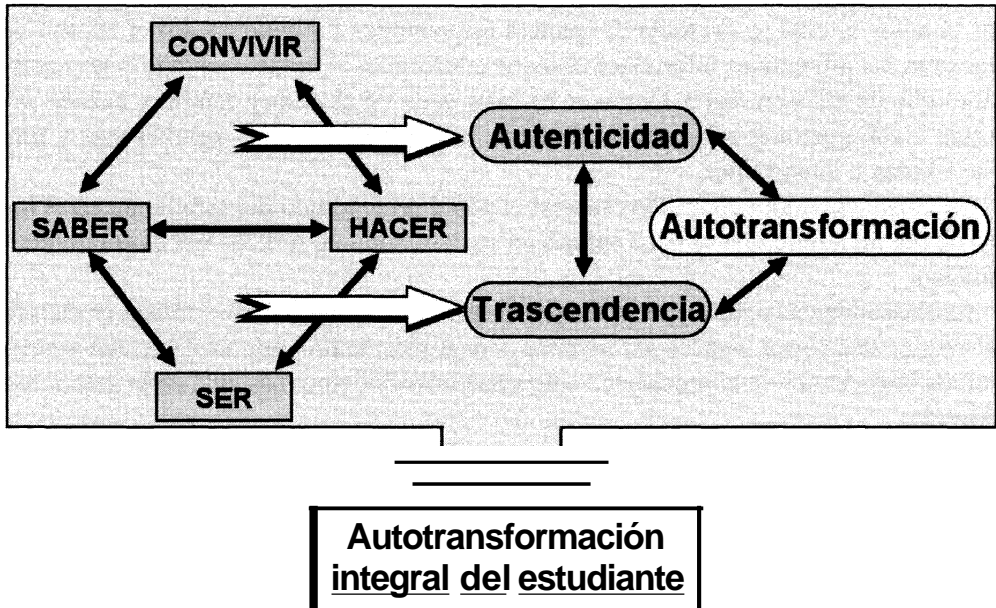 CONVIVIR
Autenticidad
SABER
HACER
Autotransformación
Trascendencia
SER
Autotransformación
integral del estudiante